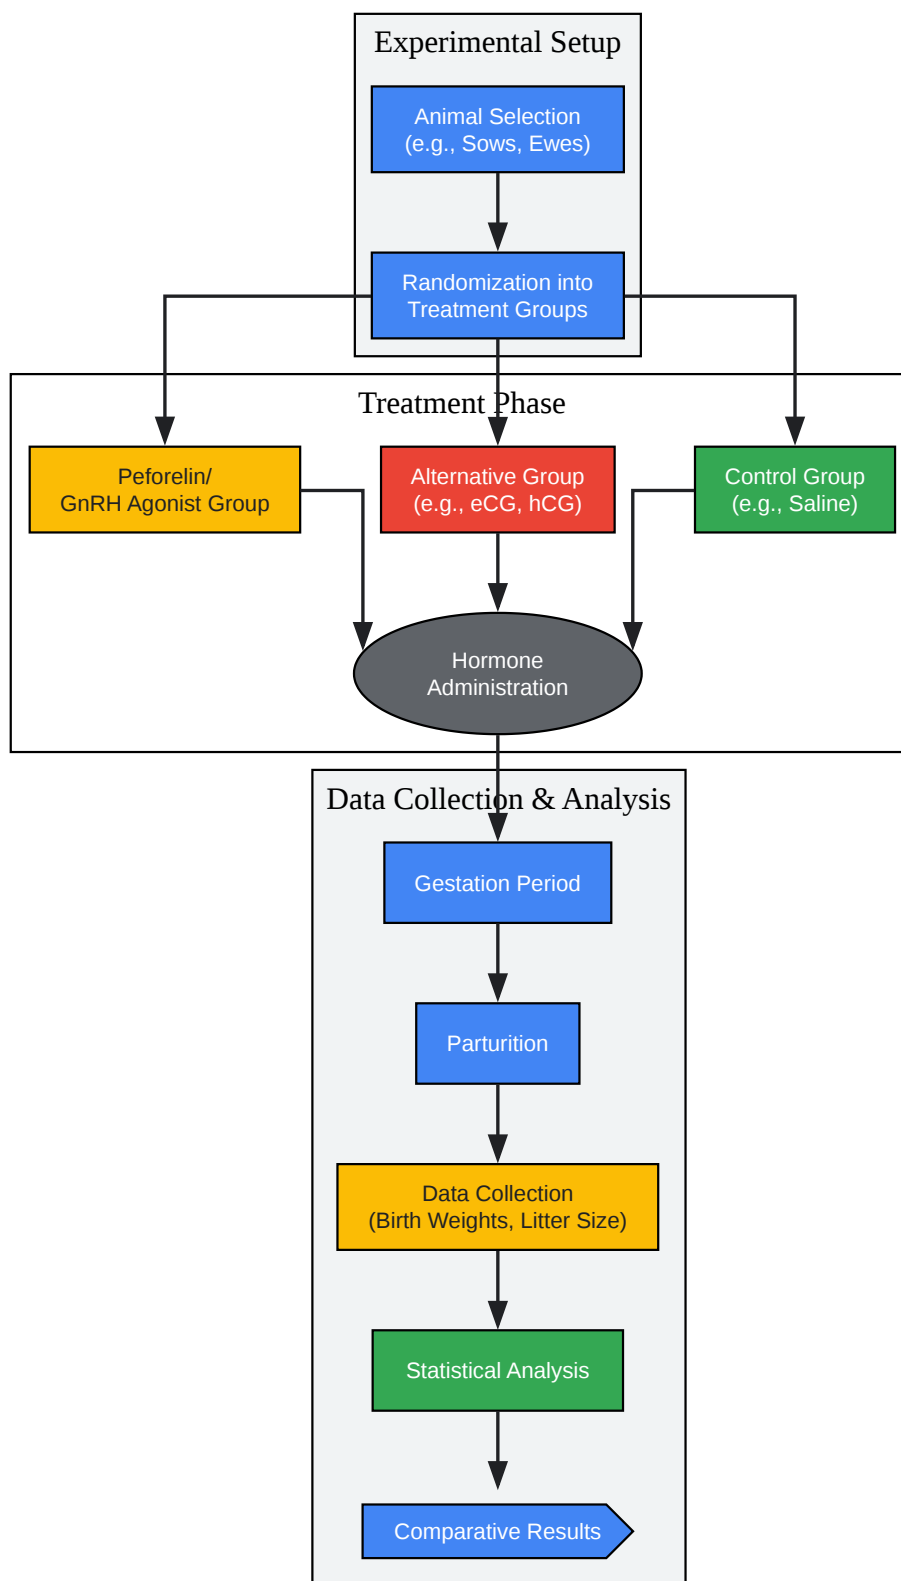 Experimental Setup
Animal Selection
(e.g., Sows, Ewes)
Randomization into
Treatment Groups
Treatment Phase
Peforelin/
GnRH Agonist Group
Alternative Group
(e.g., eCG, hCG)
Control Group
(e.g., Saline)
Hormone
Administration
Data Collection & Analysis
Gestation Period
Parturition
Data Collection
(Birth Weights, Litter Size)
Statistical Analysis
Comparative Results